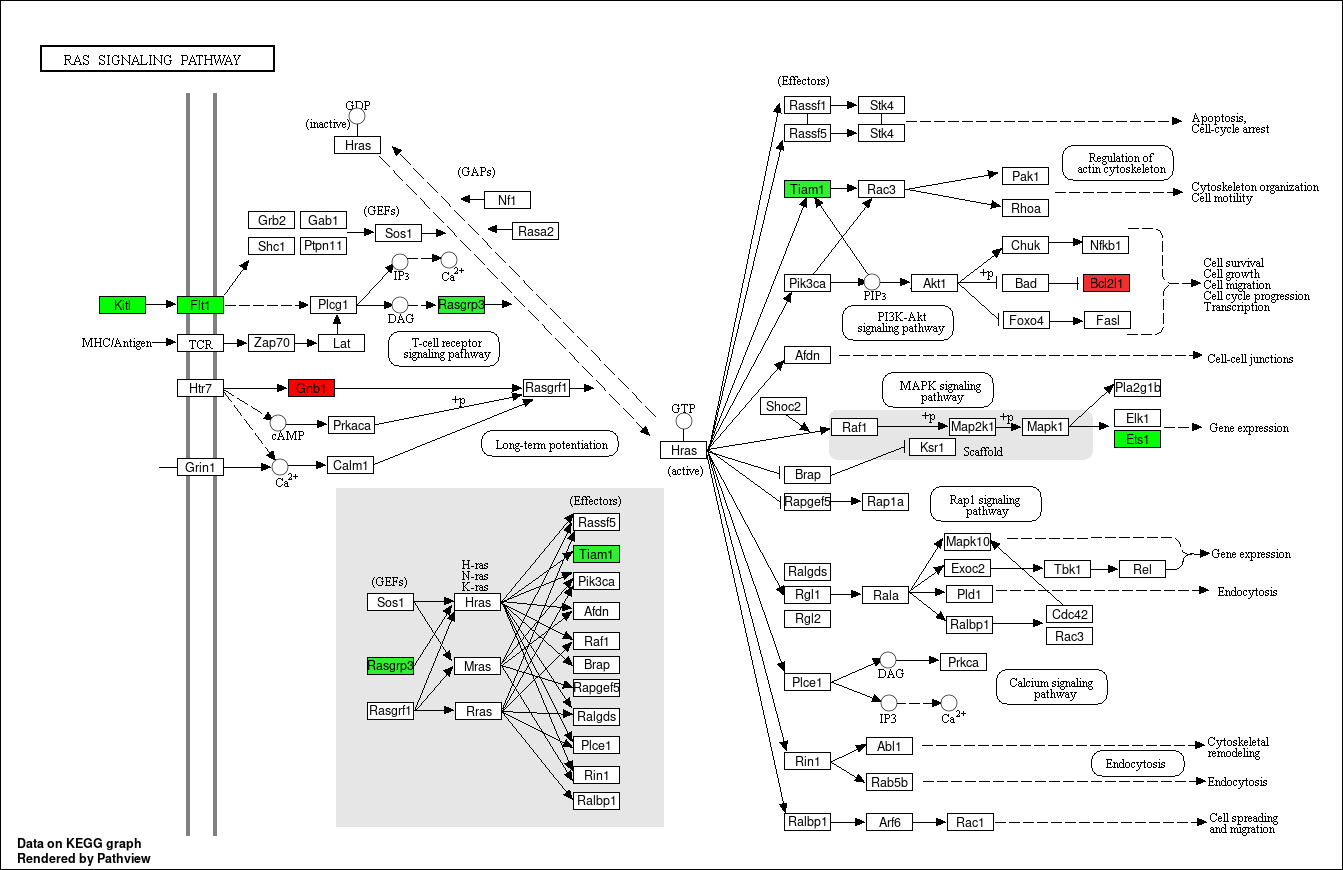 RAS SIGNALING PATHWAY
GDP
(inactive)
Hras
(GAPs)
Nf1
Rasa2
(GEFs)
Grb2
Gab1
Sos1
Shc1
Ptpn11
IP3
Ca2+
Kitl
Flt1
Plcg1
DAG
Rasgrp3
MHC/Antigen
TCR
Zap70
Lat
T-cell receptor
signaling pathway
Htr7
Gnb1
Rasgrf1
+p
cAMP
Prkaca
Long-term potentiation
Grin1
Ca2+
Calm1
GTP
Hras
(active)
(Effectors)
Rassf1
Stk4
Rassf5
Stk4
Apoptosis,
Cell-cycle arrest
Regulation of
actin cytoskeleton
Tiam1
Rac3
Pak1
Rhoa
Cytoskeleton organization
Cell motility
Pik3ca
PIP3
Akt1
+p
Chuk
Nfkb1
Bad
Bcl2l1
Foxo4
Fasl
Cell survival
Cell growth
Cell migration
Cell cycle progression
Transcription
PI3K-Akt
signaling pathway
Afdn
Cell-cell junctions
MAPK signaling
pathway
Shoc2
Raf1
+p
Map2k1
+p
Mapk1
Ksr1
Scaffold
Pla2g1b
Elk1
Ets1
Gene expression
Brap
Rapgef5
Rap1a
Rap1 signaling
pathway
Ralgds
Rgl1
Rgl2
Rala
Mapk10
Exoc2
Tbk1
Rel
Gene expression
Pld1
Endocytosis
Ralbp1
Cdc42
Rac3
Plce1
DAG
Prkca
IP3
Ca2+
Calcium signaling
pathway
Rin1
Abl1
Cytoskeletal
remodeling
Rab5b
Endocytosis
Endocytosis
Ralbp1
Arf6
Rac1
Cell spreading
and migration
(Effectors)
Rassf5
Tiam1
H-ras
N-ras
K-ras
(GEFs)
Pik3ca
Sos1
Hras
Afdn
Raf1
Rasgrp3
Mras
Brap
Rapgef5
Rasgrf1
Rras
Ralgds
Plce1
Rin1
Ralbp1
Data on KEGG graph
Rendered by Pathview